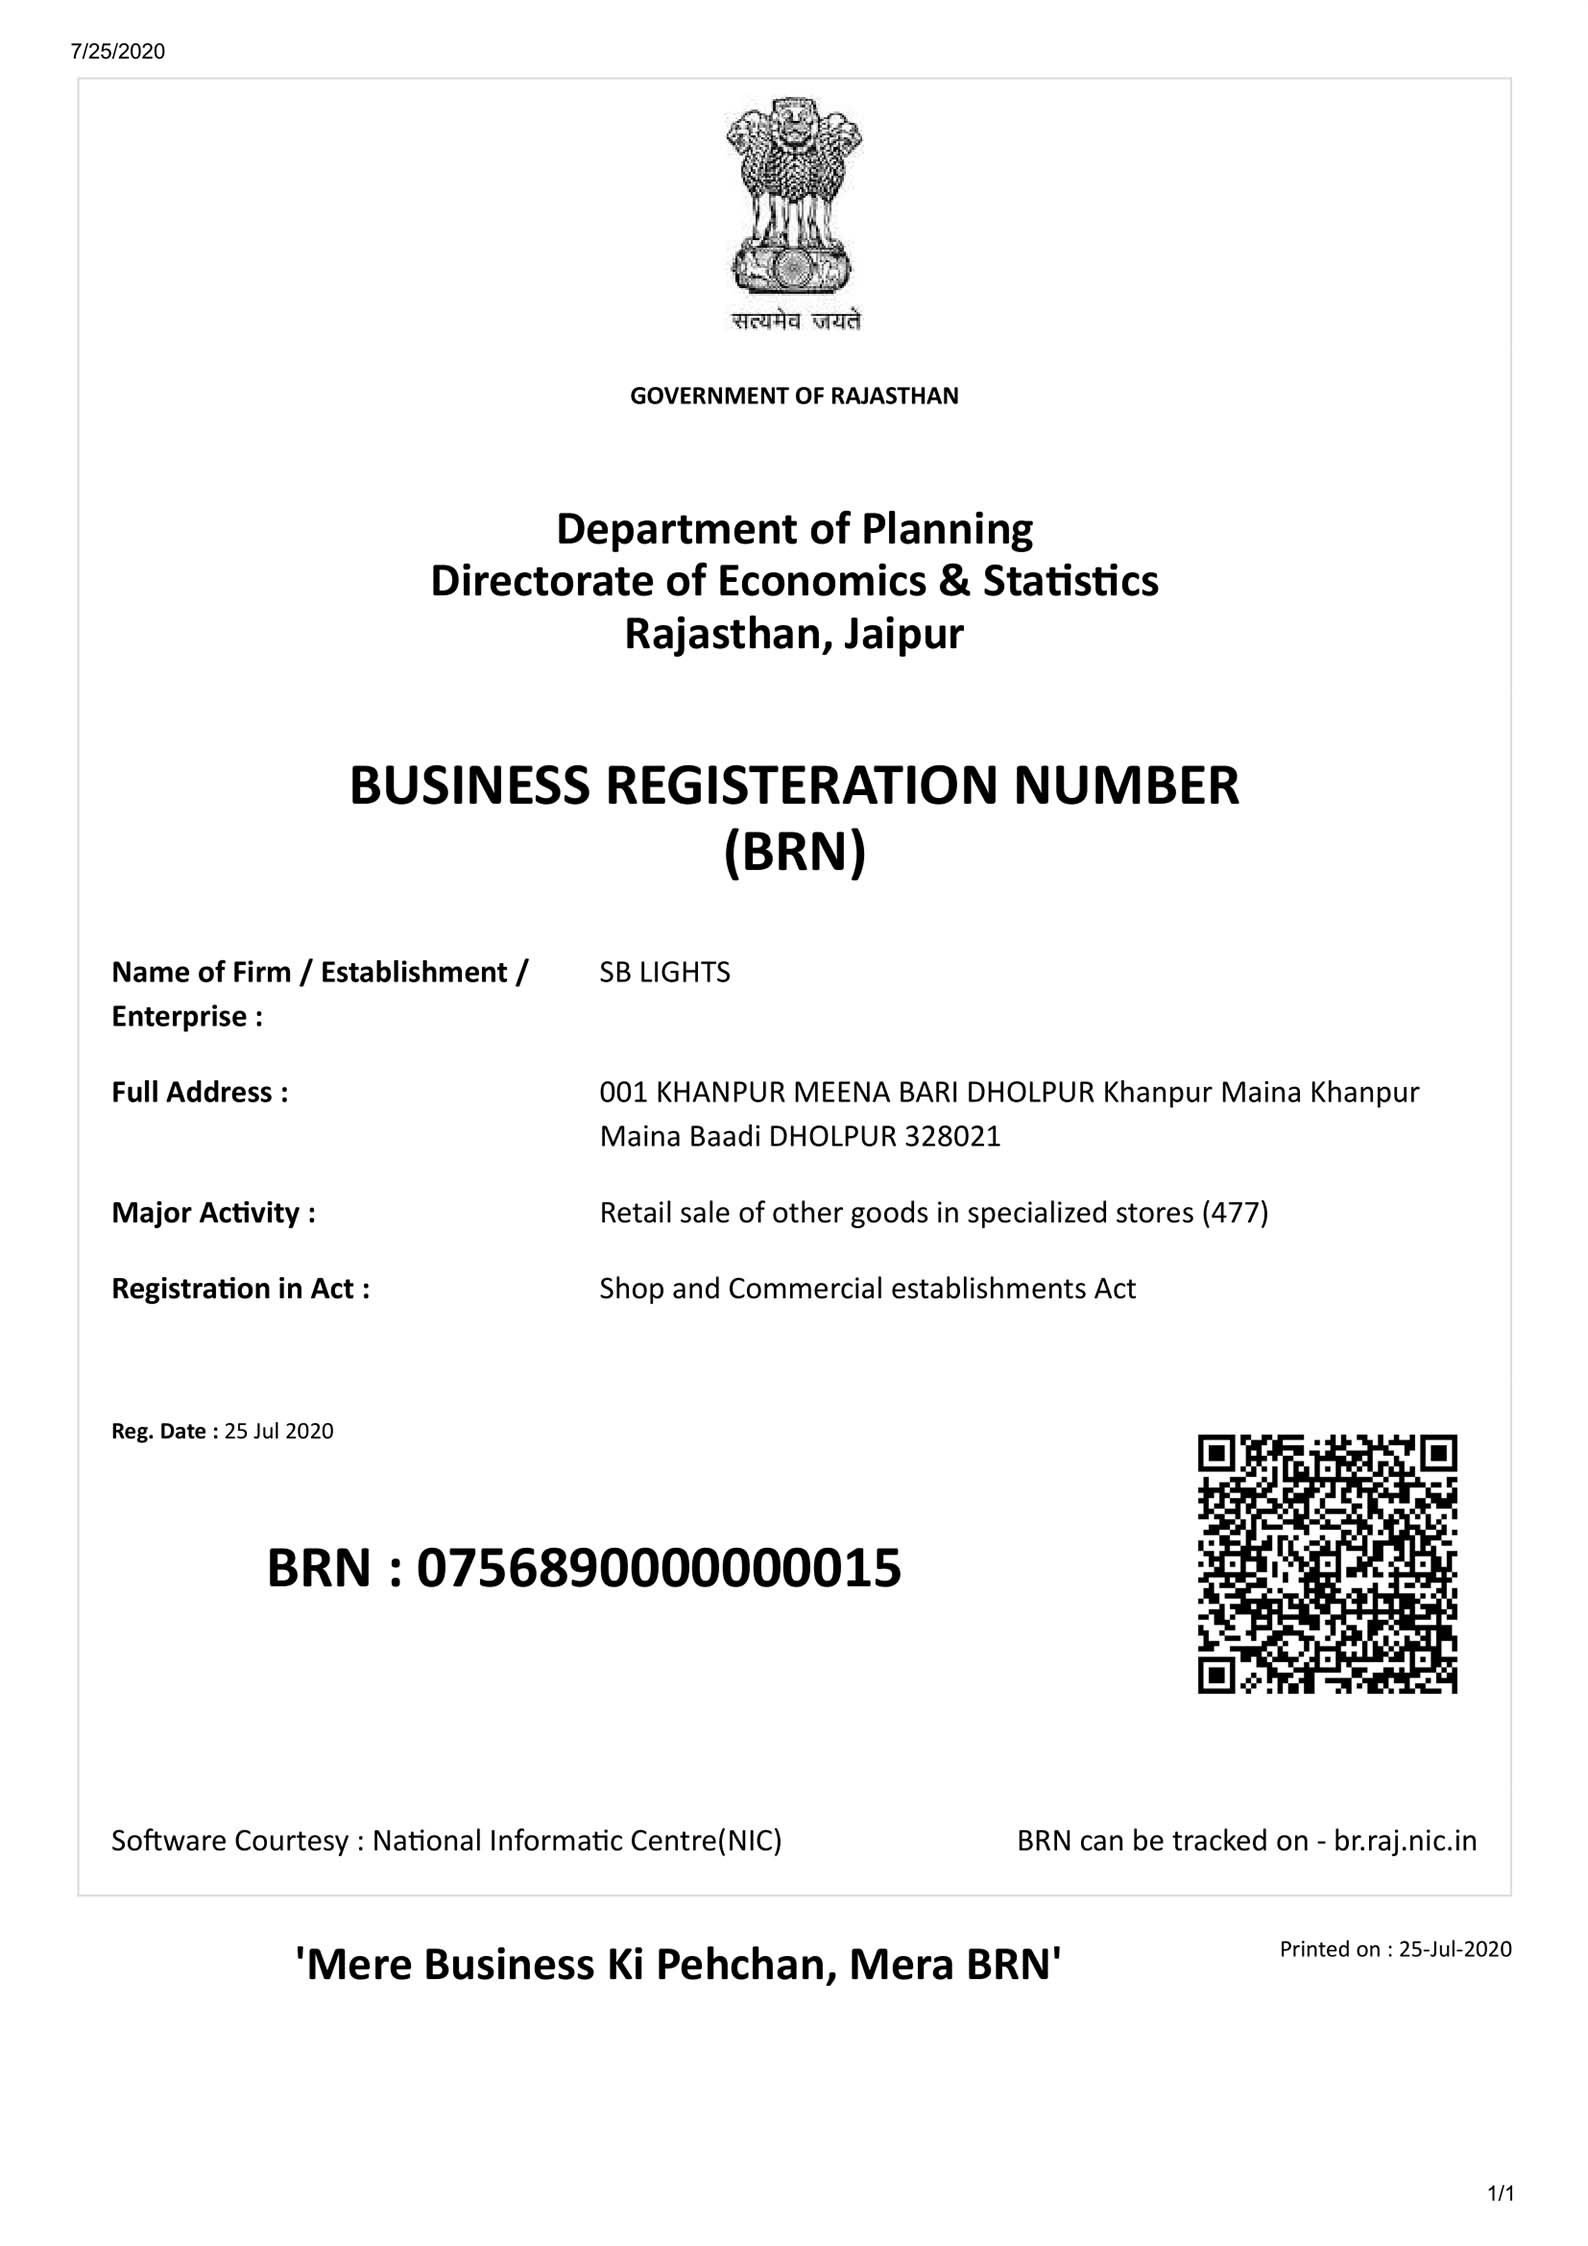 7/25/2020
सत्यमेव जयते
GOVERNMENT OF RAJASTHAN
Department of Planning
Directorate of Economics & Statistics
Rajasthan, Jaipur
BUSINESS REGISTERATION NUMBER
(BRN)
Name of Firm / Establishment / SB LIGHTS
Enterprise :
Full Address : 001 KHANPUR MEENA BARI DHOLPUR Khanpur Maina Khanpur
Maina Baadi DHOLPUR 328021
Major Activity : Retail sale of other goods in specialized stores (477)
Registration in Act : Shop and Commercial establishments Act
Reg. Date : 25 Jul 2020
BRN : 0756890000000015
Software Courtesy : National Informatic Centre(NIC) BRN can be tracked on - br.raj.nic.in
'Mere Business Ki Pehchan, Mera BRN' Printed on : 25-Jul-2020
1/1